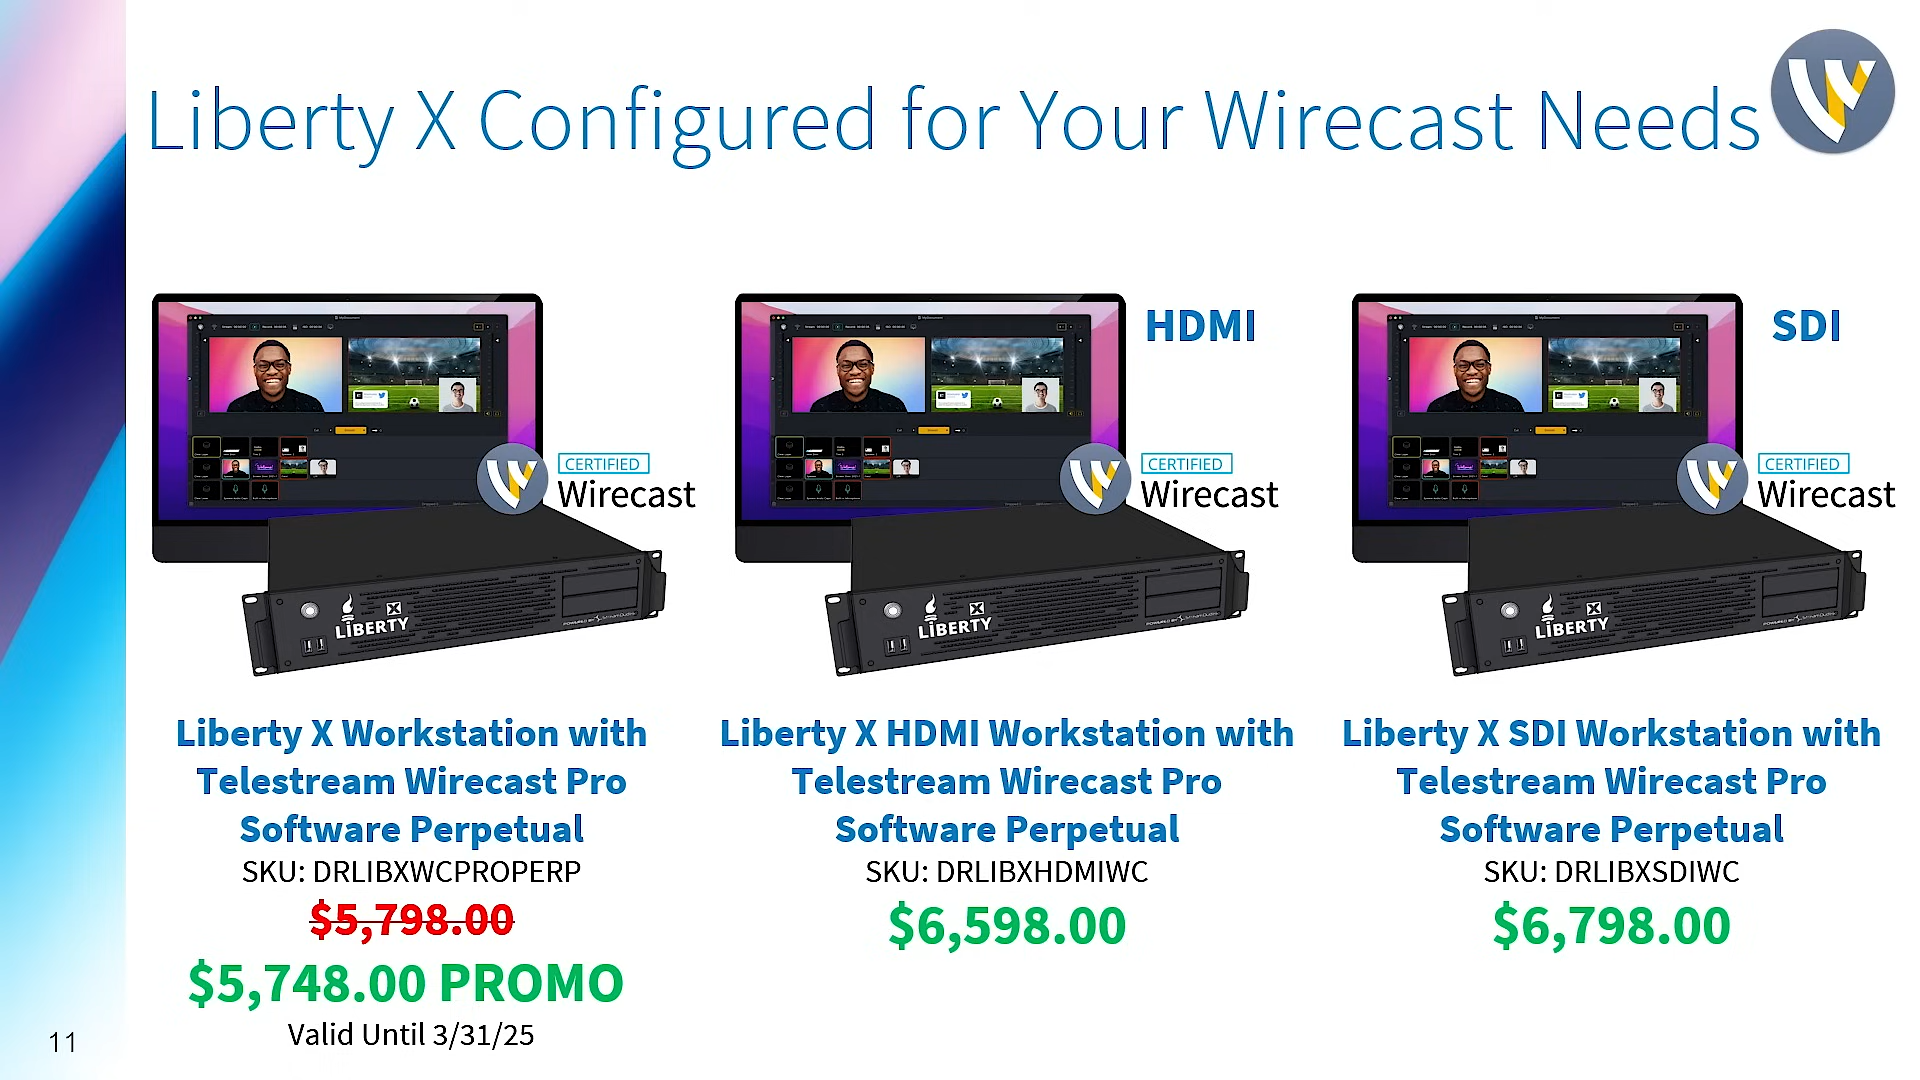 Liberty X Configured for Your Wirecast Needs
HDMI
SDI
CERTIFIED
Wirecast
CERTIFIED
Wirecast
CERTIFIED
Wirecast
LIBERTY X
LIBERTY X
LIBERTY X
Liberty X Workstation with
Telestream Wirecast Pro
Software Perpetual
SKU: DRLIBXWCPROPERP
$5,798.00
$5,748.00 PROMO
Valid Until 3/31/25
Liberty X HDMI Workstation with
Telestream Wirecast Pro
Software Perpetual
SKU: DRLIBXHDMIWC
$6,598.00
Liberty X SDI Workstation with
Telestream Wirecast Pro
Software Perpetual
SKU: DRLIBXSDIWC
$6,798.00
11